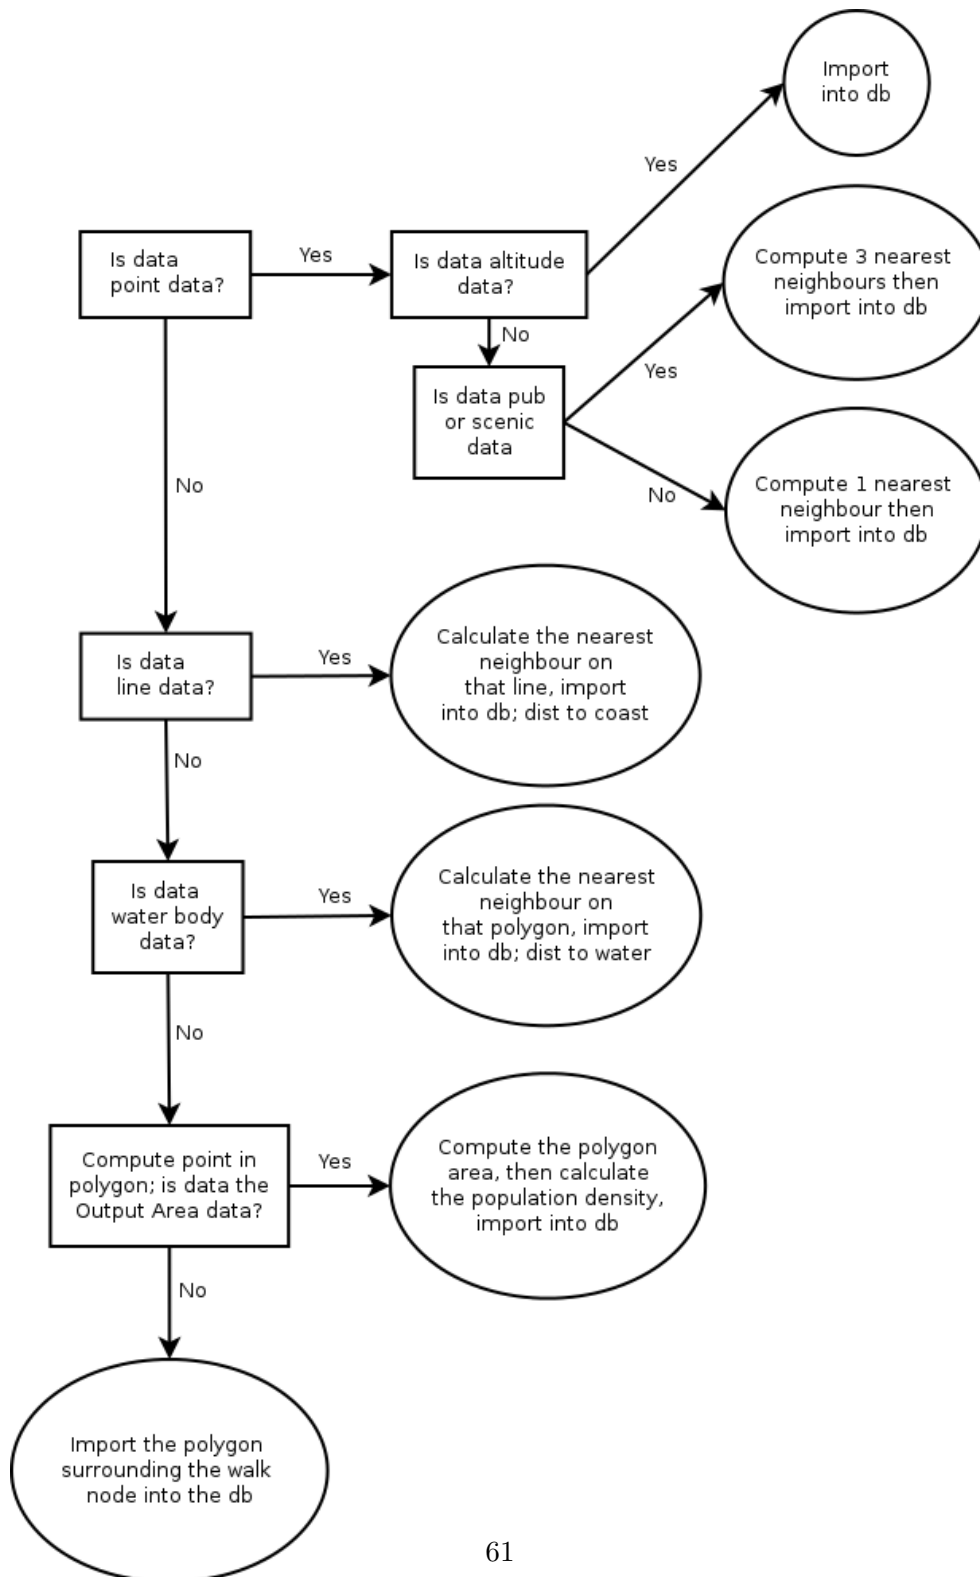 Import
into db
Yes
Is data
point data?
Yes
Is data altitude
data?
Compute 3 nearest
neighbours then
import into db
No
Yes
Is data pub
or scenic
data
No
No
Compute 1 nearest
neighbour then
import into db
Is data
line data?
Yes
Calculate the nearest
neighbour on
that line, import
into db; dist to coast
No
Is data
water body
data?
Yes
Calculate the nearest
neighbour on
that polygon, import
into db; dist to water
No
Compute point in
polygon; is data the
Output Area data?
Yes
Compute the polygon
area, then calculate
the population density,
import into db
No
Import the polygon
surrounding the walk
node into the db
61